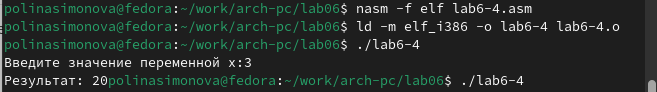 polinasimonova@fedora:~/work/arch-pc/lab06$ nasm -f elf lab6-4.asm
polinasimonova@fedora:~/work/arch-pc/lab06$ ld -m elf_i386 -o lab6-4 lab6-4.o
polinasimonova@fedora:~/work/arch-pc/lab06$ ./lab6-4
Введите значение переменной х:3
Результат: 20polinasimonova@fedora:~/work/arch-pc/lab06$ ./lab6-4